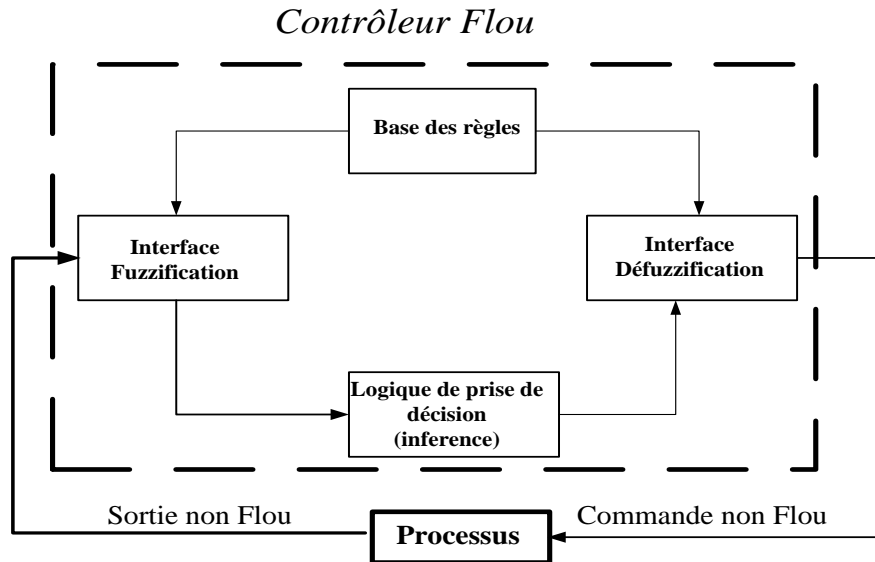 Contrôleur Flou
Base des règles
Interface
Fuzzification
Interface
Défuzzification
Logique de prise de
décision
(inference)
Sortie non Flou
Processus
Commande non Flou